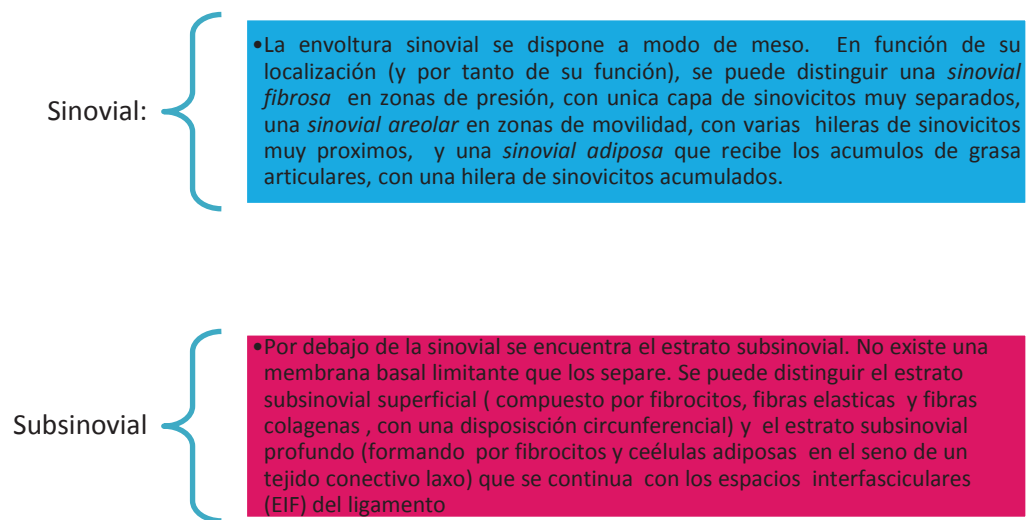 Sinovial:
•La envoltura sinovial se dispone a modo de meso. En función de su
localización (y por tanto de su función), se puede distinguir una sinovial
fibrosa en zonas de presión, con unica capa de sinovicitos muy separados,
una sinovial areolar en zonas de movilidad, con varias hileras de sinovicitos
muy proximos, y una sinovial adiposa que recibe los acumulos de grasa
articulares, con una hilera de sinovicitos acumulados.
Subsinovial
•Por debajo de la sinovial se encuentra el estrato subsinovial. No existe una
membrana basal limitante que los separe. Se puede distinguir el estrato
subsinovial superficial ( compuesto por fibrocitos, fibras elasticas y fibras
colagenas , con una disposisción circunferencial) y el estrato subsinovial
profundo (formando por fibrocitos y ceélulas adiposas en el seno de un
tejido conectivo laxo) que se continua con los espacios interfasciculares
(EIF) del ligamento